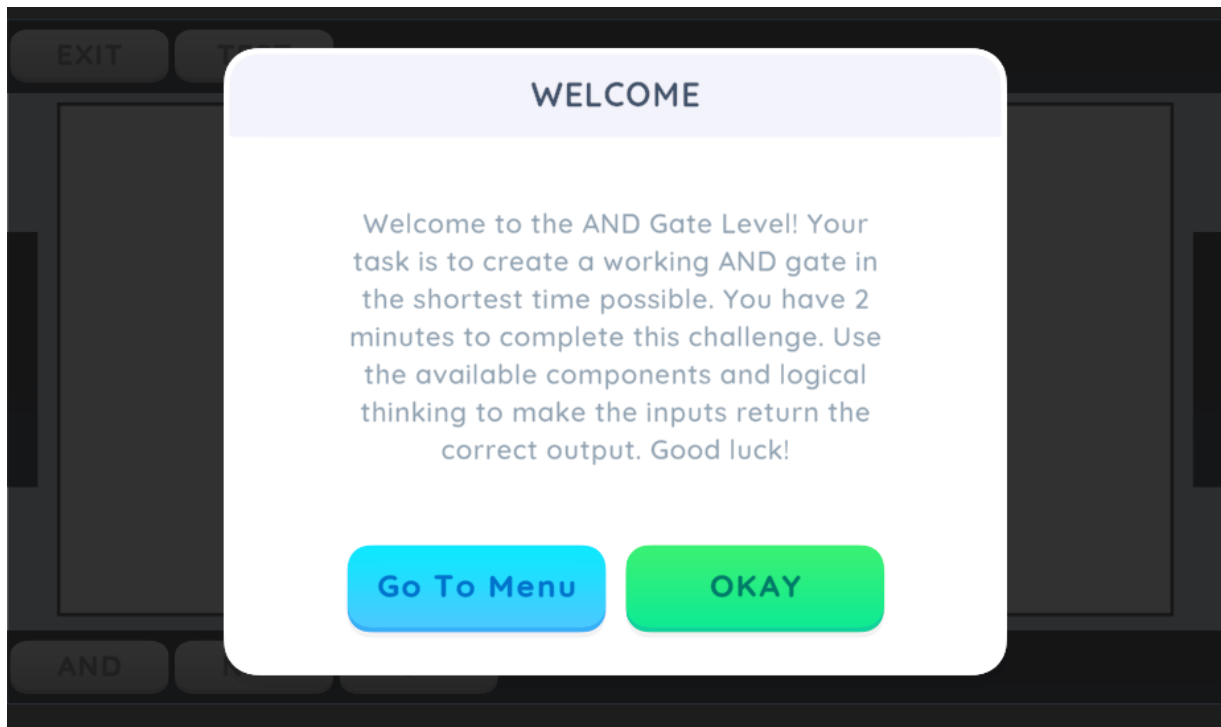 EXIT
WELCOME
Welcome to the AND Gate Level! Your
task is to create a working AND gate in
the shortest time possible. You have 2
minutes to complete this challenge. Use
the available components and logical
thinking to make the inputs return the
correct output. Good luck!
Go To Menu OKAY
AND